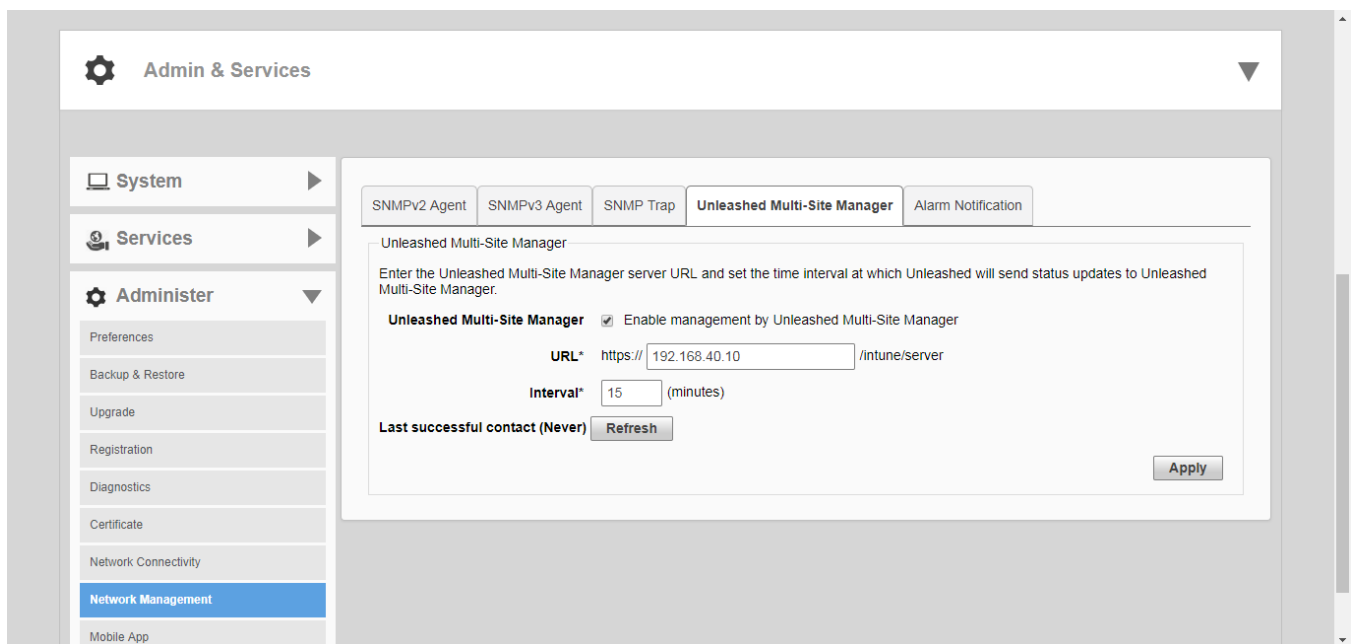 Admin & Services
System
Services
Administer
Preferences
Backup & Restore
Upgrade
Registration
Diagnostics
Certificate
Network Connectivity
Network Management
Mobile App
SNMPv2 Agent SNMPv3 Agent SNMP Trap Unleashed Multi-Site Manager Alarm Notification
Unleashed Multi-Site Manager
Enter the Unleashed Multi-Site Manager server URL and set the time interval at which Unleashed will send status updates to Unleashed
Multi-Site Manager.
Unleashed Multi-Site Manager Enable management by Unleashed Multi-Site Manager
URL* https:// 192.168.40.10 /intune/server
Interval* 15 (minutes)
Last successful contact (Never) Refresh
Apply